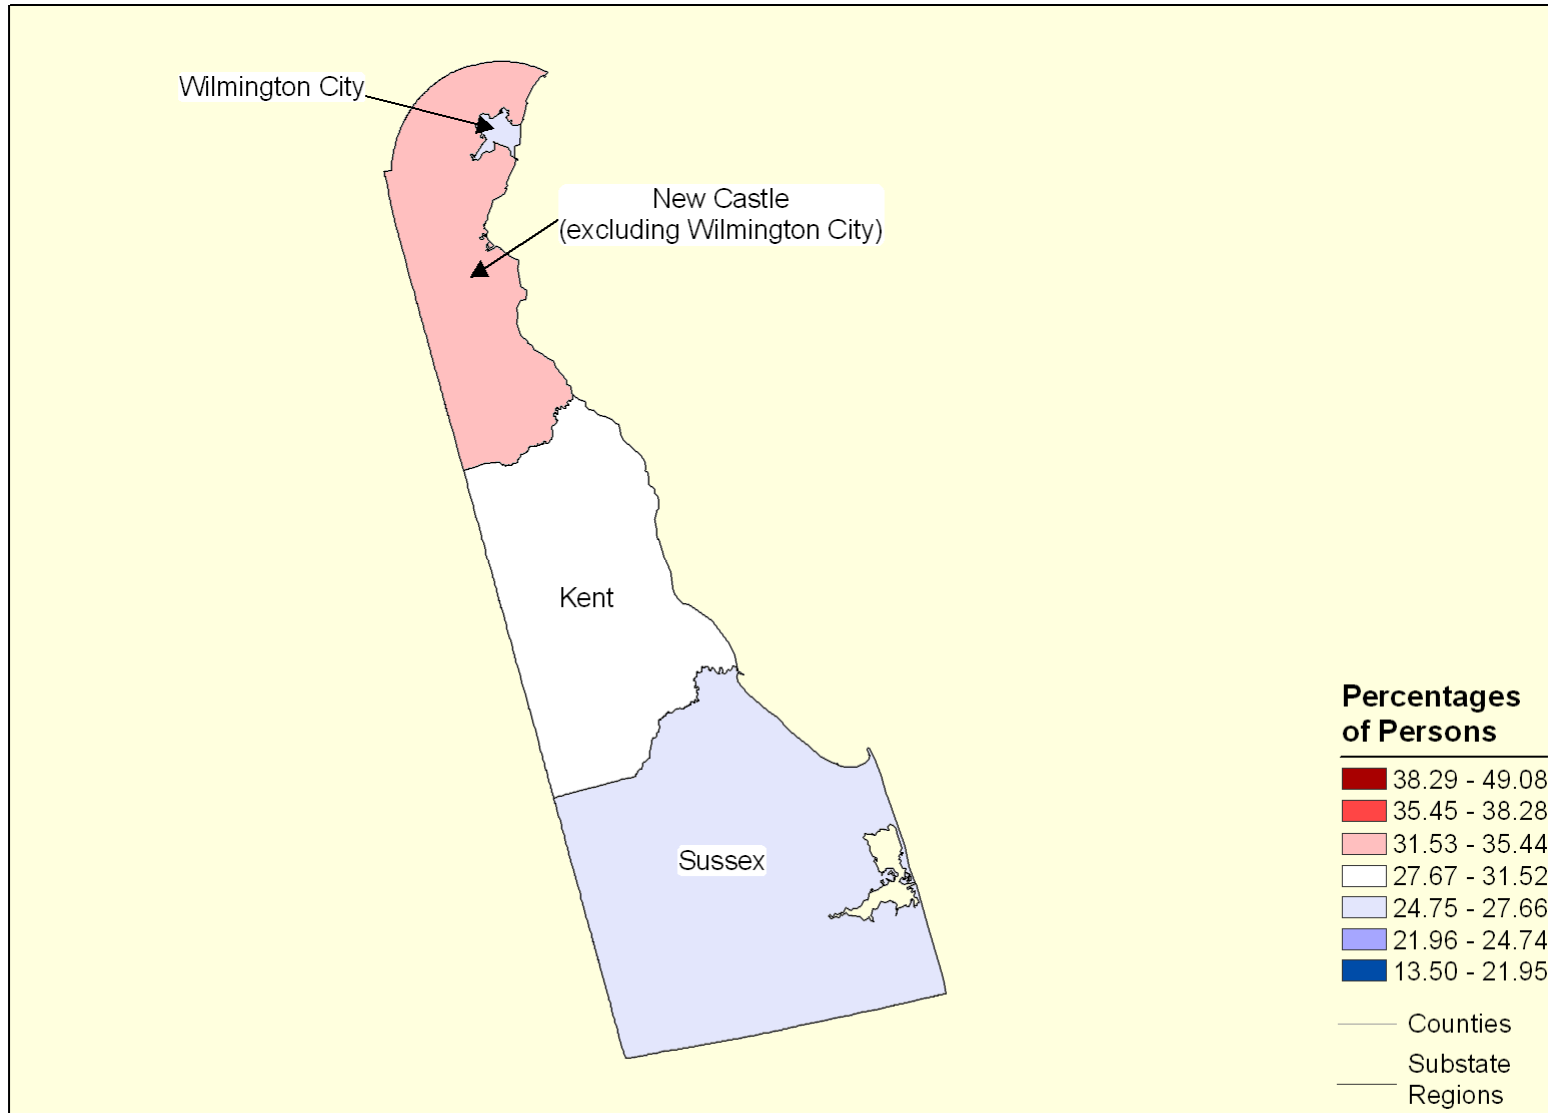 Wilmington City
New Castle
(excluding Wilmington City)
Kent
Sussex
Percentages
of Persons
38.29 - 49.08
35.45 - 38.28
31.53 - 35.44
27.67 - 31.52
24.75 - 27.66
21.96 - 24.74
13.50 - 21.95
Counties
Substate
Regions